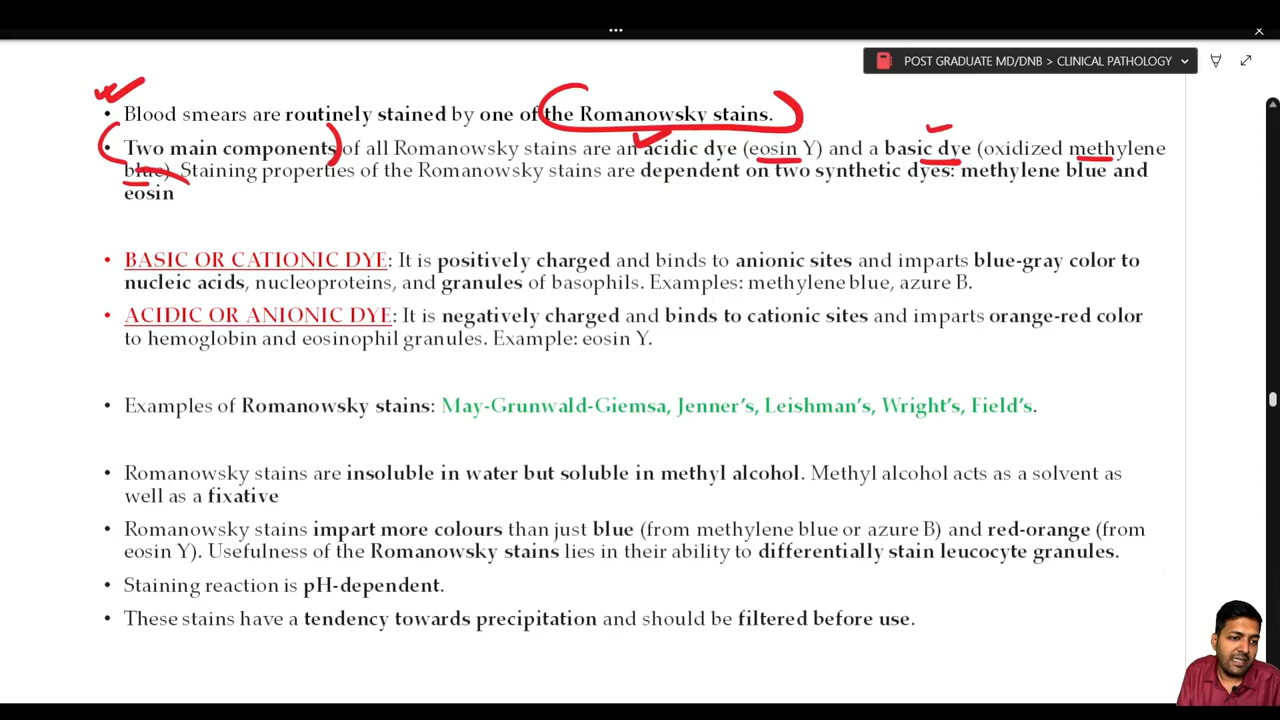 POST GRADUATE MD/DNB > CLINICAL PATHOLOGY
• Blood smears are routinely stained by one of the Romanowsky stains.
• Two main components of all Romanowsky stains are an acidic dye (eosin Y) and a basic dye (oxidized methylene
blue). Staining properties of the Romanowsky stains are dependent on two synthetic dyes: methylene blue and
eosin
• BASIC OR CATIONIC DYE: It is positively charged and binds to anionic sites and imparts blue-gray color to
nucleic acids, nucleoproteins, and granules of basophils. Examples: methylene blue, azure B.
• ACIDIC OR ANIONIC DYE: It is negatively charged and binds to cationic sites and imparts orange-red color
to hemoglobin and eosinophil granules. Example: eosin Y.
• Examples of Romanowsky stains: May-Grunwald-Giemsa, Jenner's, Leishman's, Wright's, Field's.
• Romanowsky stains are insoluble in water but soluble in methyl alcohol. Methyl alcohol acts as a solvent as
well as a fixative
• Romanowsky stains impart more colours than just blue (from methylene blue or azure B) and red-orange (from
eosin Y). Usefulness of the Romanowsky stains lies in their ability to differentially stain leucocyte granules.
• Staining reaction is pH-dependent.
• These stains have a tendency towards precipitation and should be filtered before use.